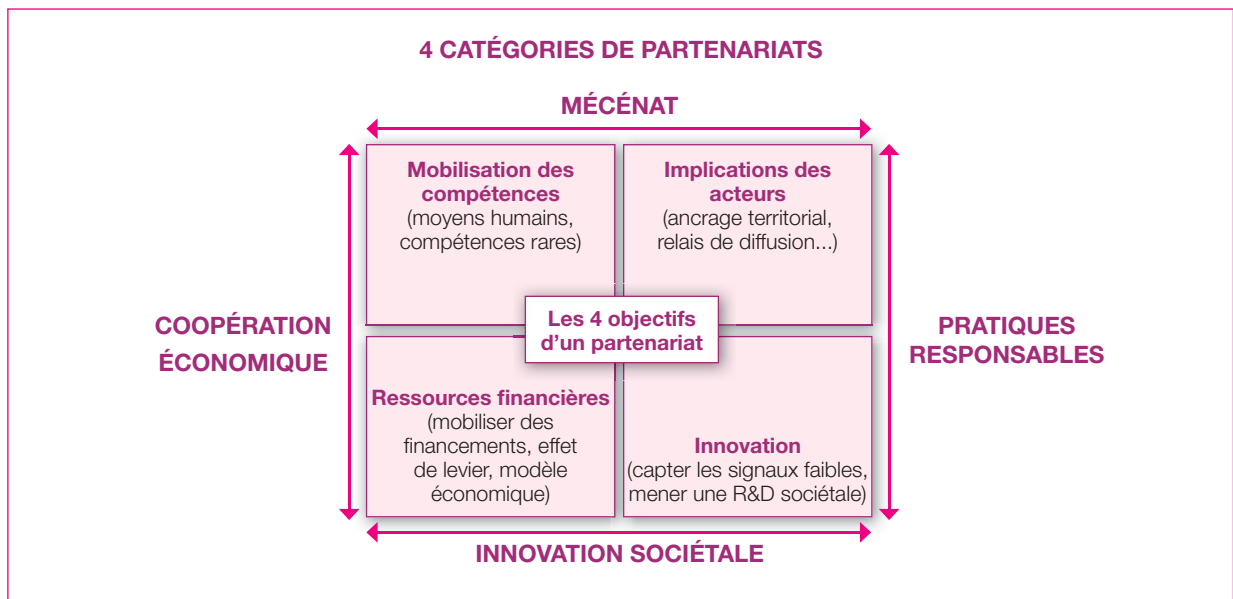 4 CATÉGORIES DE PARTENARIATS
MÉCÉNAT
Mobilisation des
compétences
(moyens humains,
compétences rares)
Implications des
acteurs
(ancrage territorial,
relais de diffusion...)
COOPÉRATION
ÉCONOMIQUE
Les 4 objectifs
d’un partenariat
PRATIQUES
RESPONSABLES
Ressources financières
(mobiliser des
financements, effet
de levier, modèle
économique)
Innovation
(capter les signaux faibles,
mener une R&D sociétale)
INNOVATION SOCIÉTALE